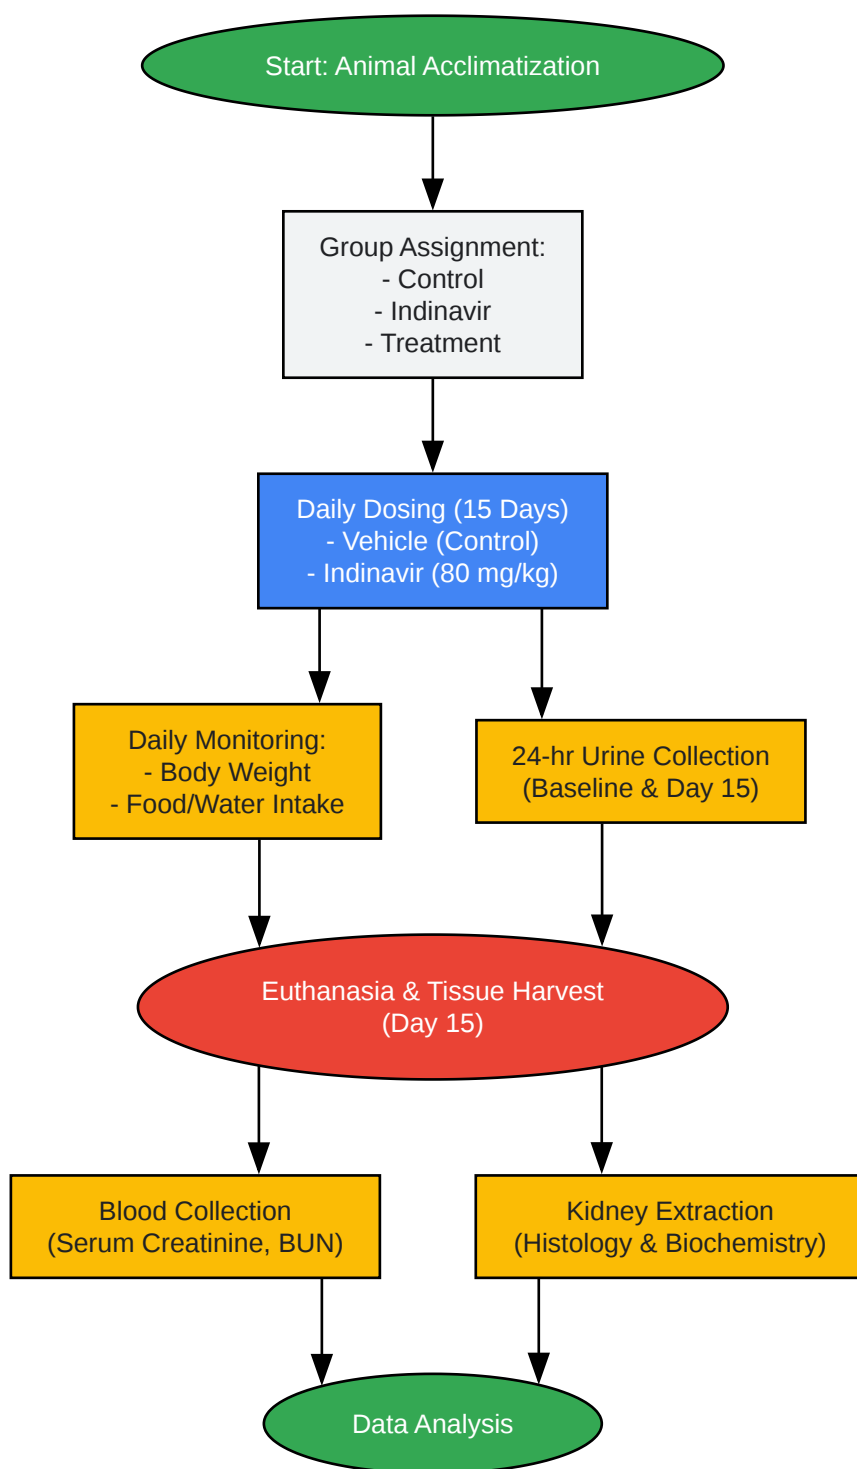 Start: Animal Acclimatization
Group Assignment:
- Control
- Indinavir
- Treatment
Daily Dosing (15 Days)
- Vehicle (Control)
- Indinavir (80 mg/kg)
Daily Monitoring:
- Body Weight
- Food/Water Intake
24-hr Urine Collection
(Baseline & Day 15)
Euthanasia & Tissue Harvest
(Day 15)
Blood Collection
(Serum Creatinine, BUN)
Kidney Extraction
(Histology & Biochemistry)
Data Analysis